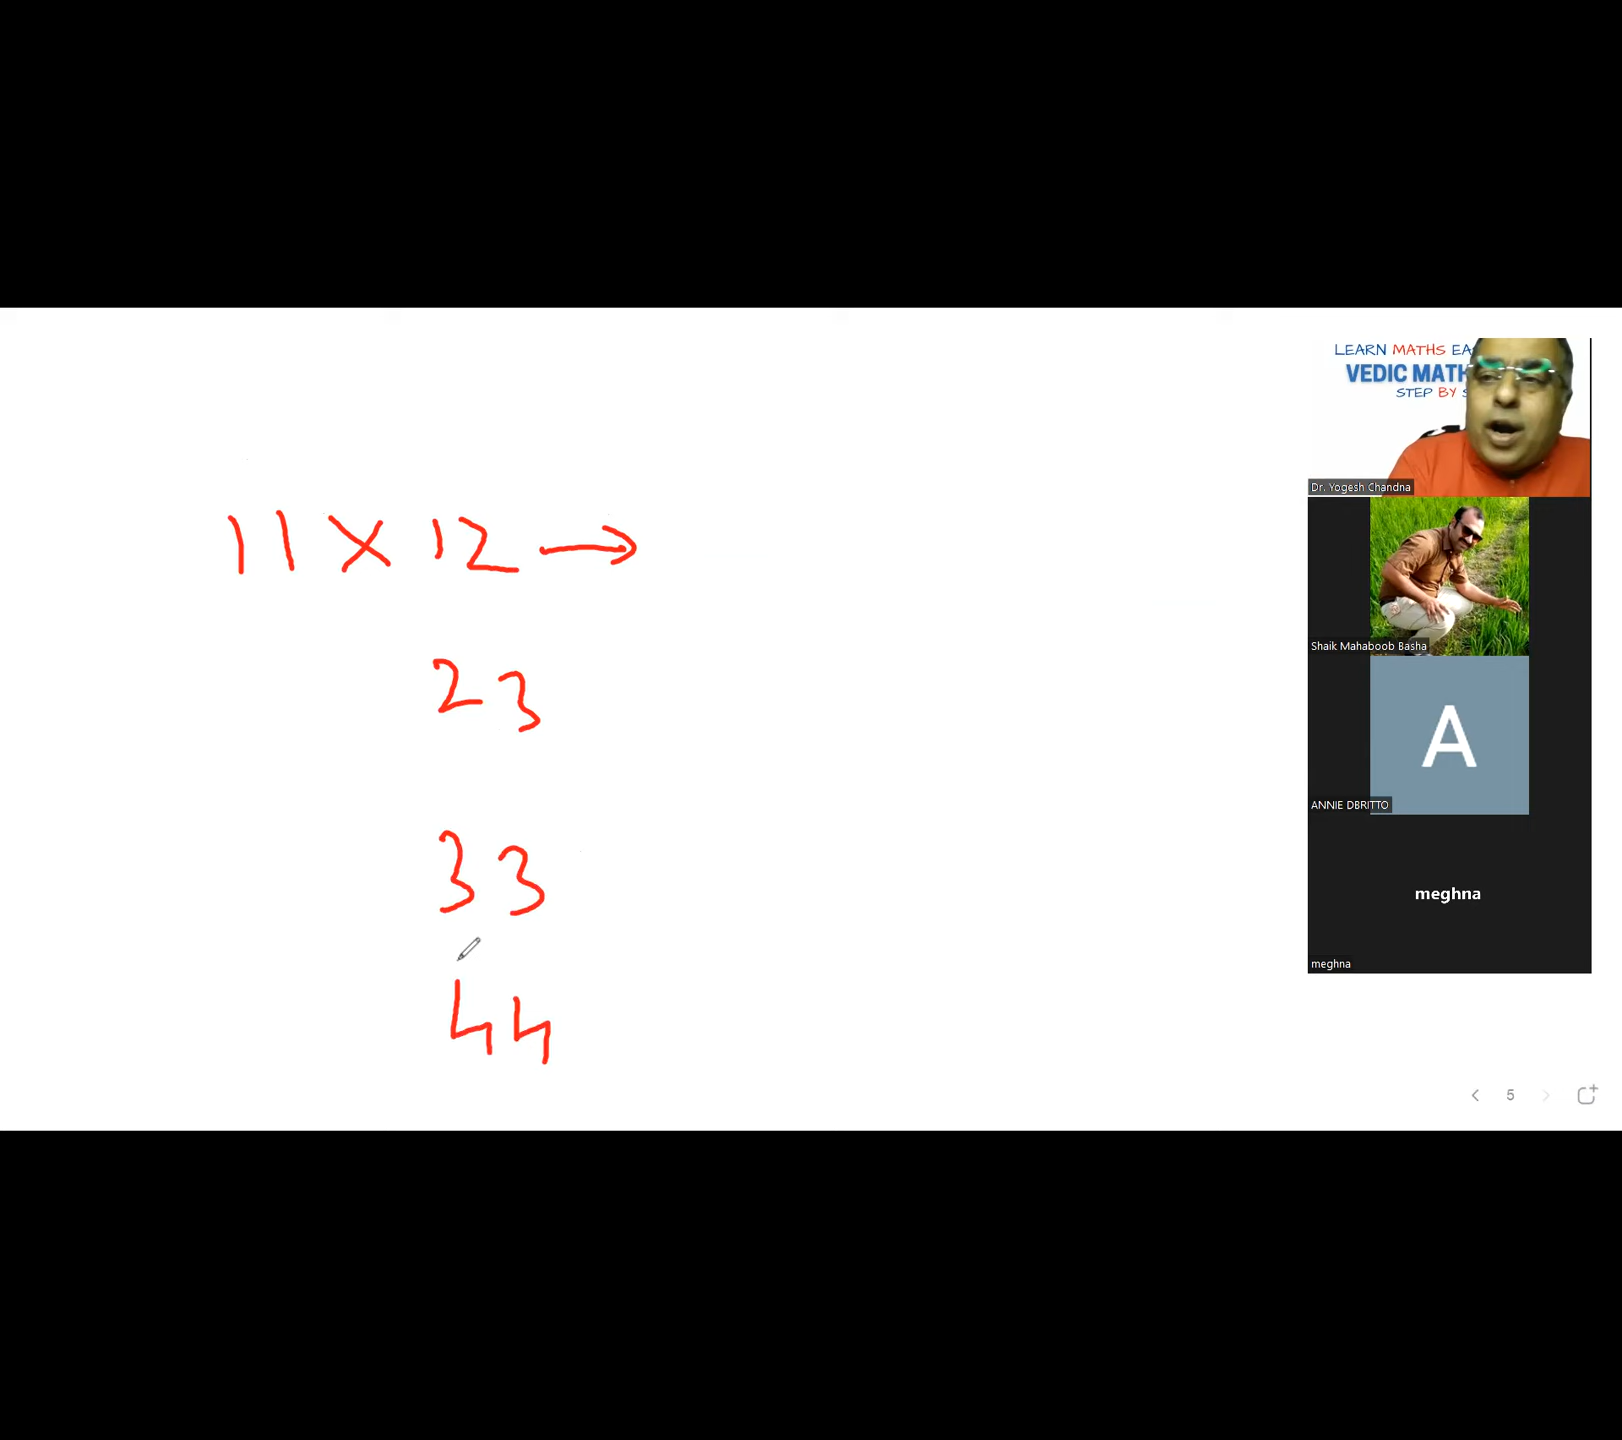 LEARN MATHS EA
VEDIC MATH
STEP BY S
Dr. Yogesh Chandna
11 X 12 →
Shaik Mahaboob Basha
23
A
ANNIE DBRITTO
33
meghna
meghna
44
< 5 >